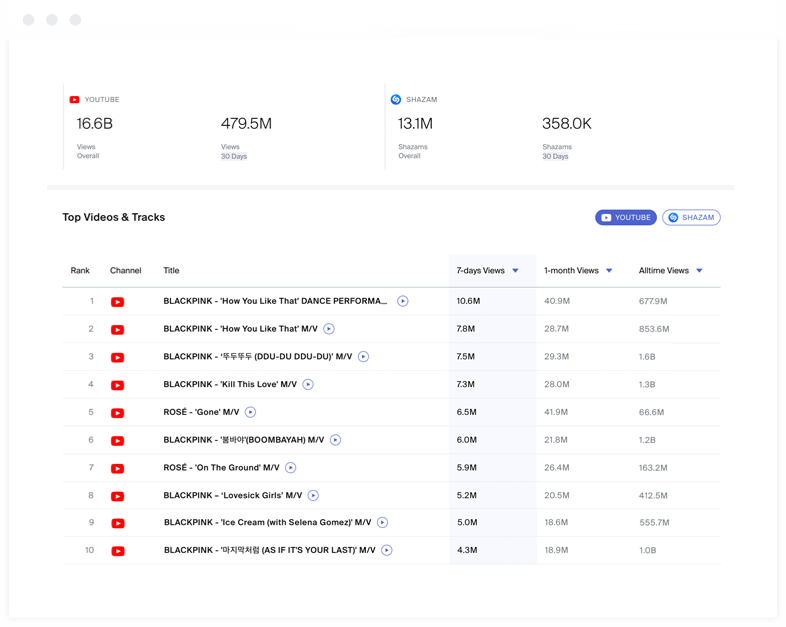 YOUTUBE
16.6B
Views
Overall
479.5M
Views
30 Days
SHAZAM
13.1M
Shazams
Overall
358.0K
Shazams
30 Days
Top Videos & Tracks
YOUTUBE SHAZAM
Rank Channel Title 7-days Views 1-month Views Alltime Views
1 BLACKPINK - 'How You Like That' DANCE PERFORMA... 10.6M 40.9M 677.9M
2 BLACKPINK - 'How You Like That' M/V 7.8M 28.7M 853.6M
3 BLACKPINK - '뚜두뚜두 (DDU-DU DDU-DU)' M/V 7.5M 29.3M 1.6B
4 BLACKPINK - 'Kill This Love' M/V 7.3M 28.0M 1.3B
5 ROSÉ - 'Gone' M/V 6.5M 41.9M 66.6M
6 BLACKPINK - '붐바야'(BOOMBAYAH) M/V 6.0M 21.8M 1.2B
7 ROSÉ - 'On The Ground' M/V 5.9M 26.4M 163.2M
8 BLACKPINK – 'Lovesick Girls' M/V 5.2M 20.5M 412.5M
9 BLACKPINK - 'Ice Cream (with Selena Gomez)' M/V 5.0M 18.6M 555.7M
10 BLACKPINK - '마지막처럼 (AS IF IT'S YOUR LAST)' M/V 4.3M 18.9M 1.0B